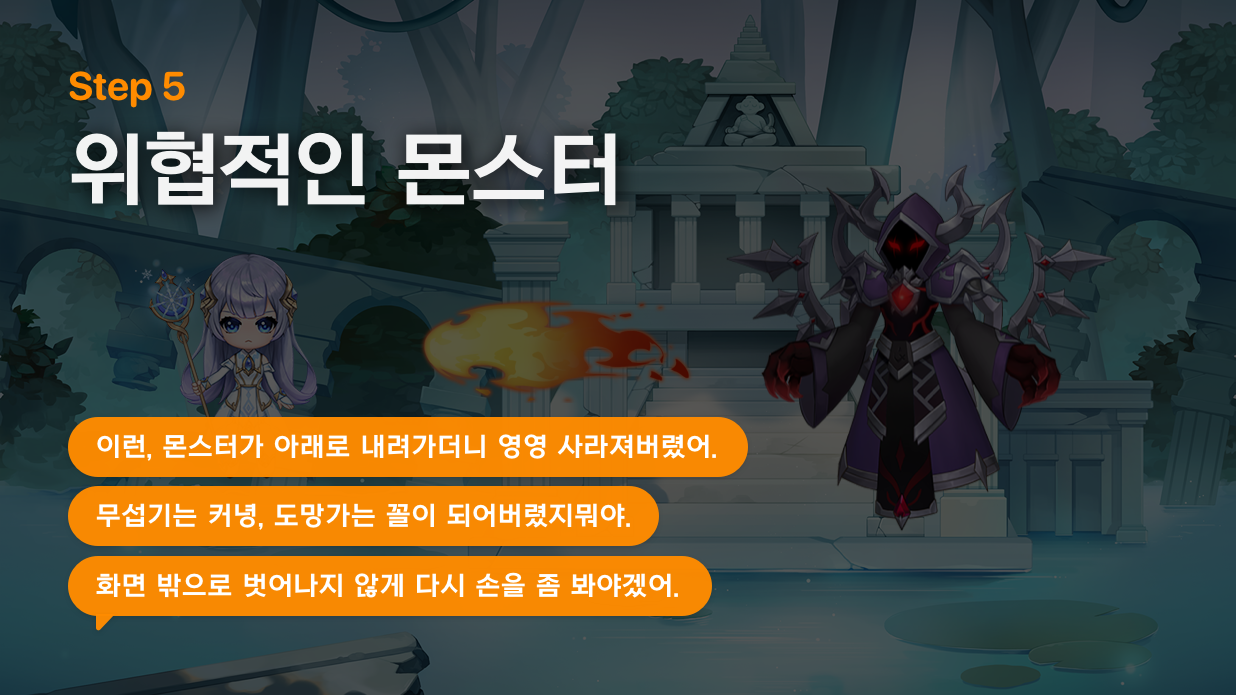 Step 5
위협적인 몬스터
이런, 몬스터가 아래로 내려가더니 영영 사라져버렸어.
무섭기는 커녕, 도망가는 꼴이 되어버렸지뭐야.
화면 밖으로 벗어나지 않게 다시 손을 좀 봐야겠어.